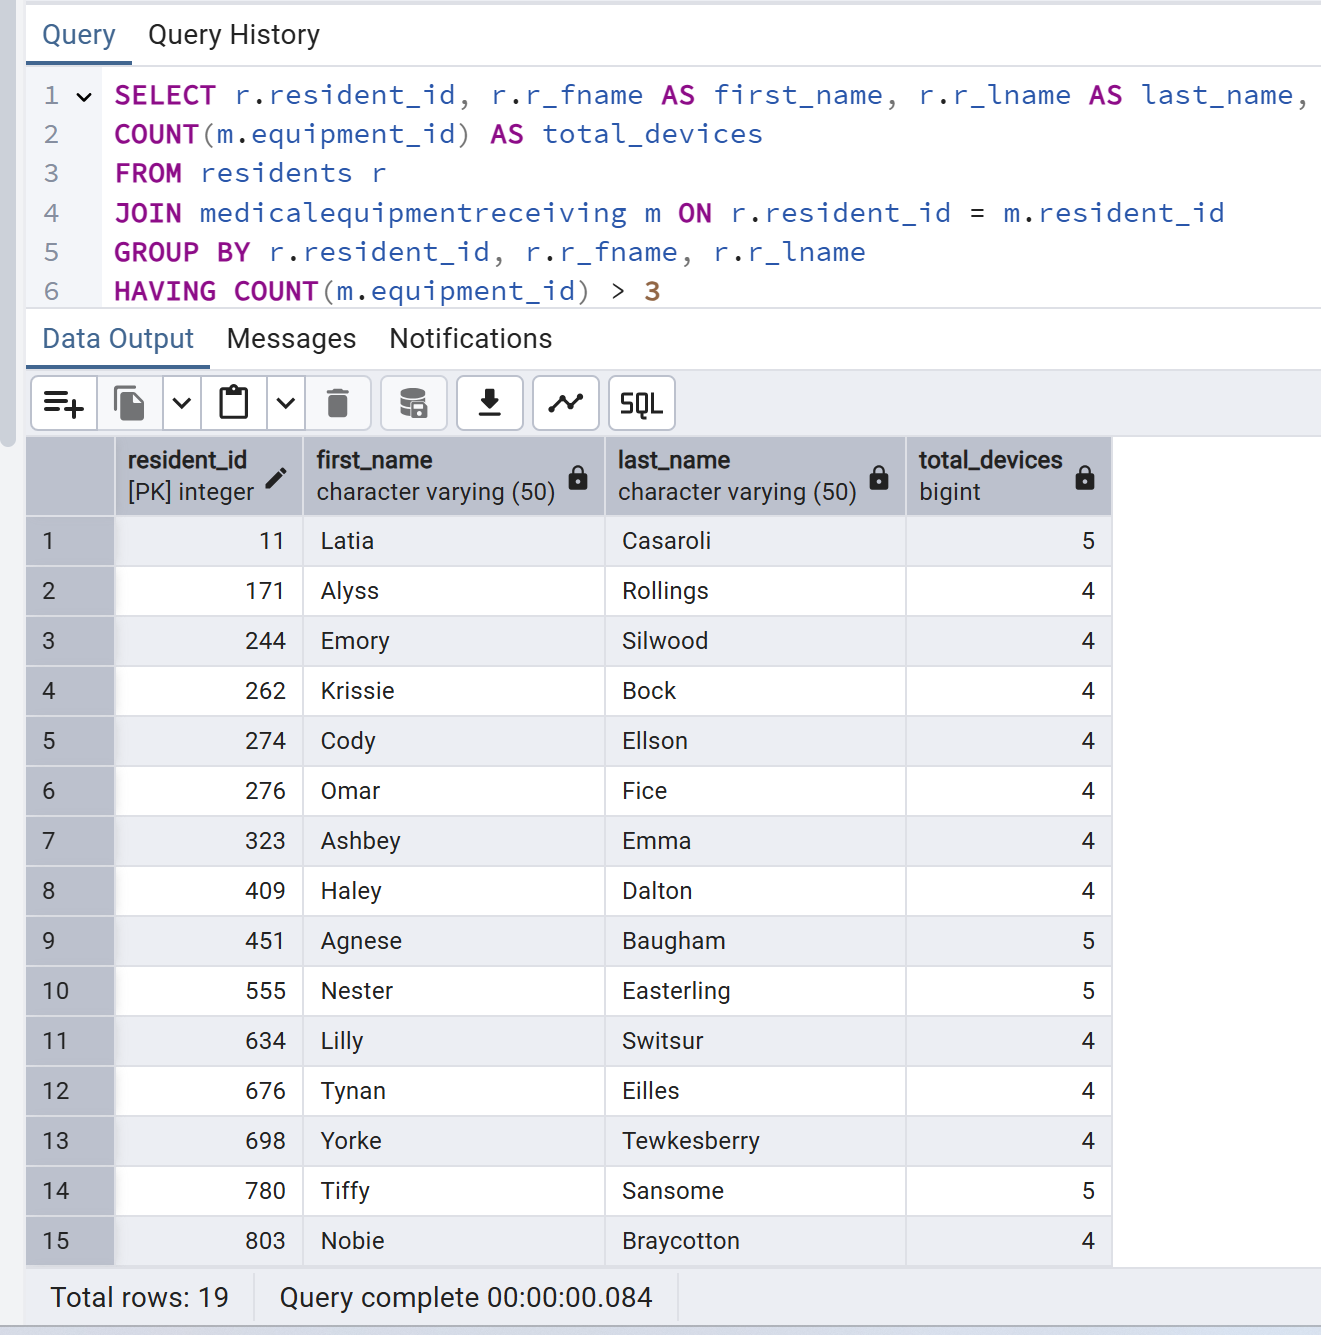 Query Query History
1 SELECT r.resident_id, r.r_fname AS first_name, r.r_lname AS last_name,
2 COUNT(m.equipment_id) AS total_devices
3 FROM residents r
4 JOIN medicalequipmentreceiving m ON r.resident_id = m.resident_id
5 GROUP BY r.resident_id, r.r_fname, r.r_lname
6 HAVING COUNT(m.equipment_id) > 3
Data Output Messages Notifications
SQL
resident_id first_name last_name total_devices
[PK] integer character varying (50) character varying (50) bigint
1 11 Latia Casaroli 5
2 171 Alyss Rollings 4
3 244 Emory Silwood 4
4 262 Krissie Bock 4
5 274 Cody Ellson 4
6 276 Omar Fice 4
7 323 Ashbey Emma 4
8 409 Haley Dalton 4
9 451 Agnese Baugham 5
10 555 Nester Easterling 5
11 634 Lilly Switsur 4
12 676 Tynan Eilles 4
13 698 Yorke Tewkesberry 4
14 780 Tiffy Sansome 5
15 803 Nobie Braycotton 4
Total rows: 19 Query complete 00:00:00.084